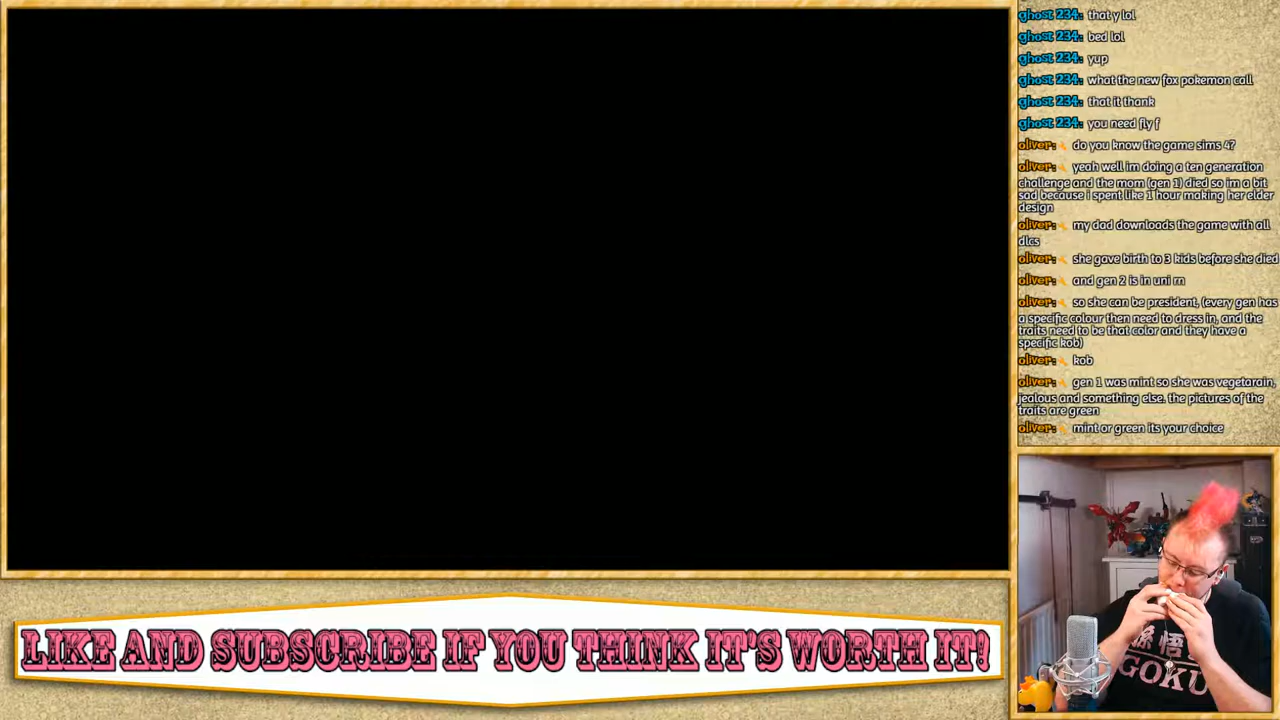 ghost 234: that y lol
ghost 234: bed lol
ghost 234: yup
ghost 234: what the new fox pokemon call
ghost 234: that it thank
ghost 234: you need fly f
oliver: do you know the game sims 4?
oliver: yeah well im doing a ten generation
challenge and the mom (gen 1) died so im a bit
sad because i spent like 1 hour making her elder
design
oliver: my dad downloads the game with all
dlcs
oliver: she gave birth to 3 kids before she died
oliver: and gen 2 is in uni rn
oliver: so she can be president, (every gen has
a specific colour then need to dress in, and the
traits need to be that color and they have a
specific kob)
oliver: kob
oliver: gen 1 was mint so she was vegetarain,
jealous and something else. the pictures of the
traits are green
oliver: mint or green its your choice
孫悟
GOKU
LIKE AND SUBSCRIBE IF YOU THINK IT'S WORTH IT!